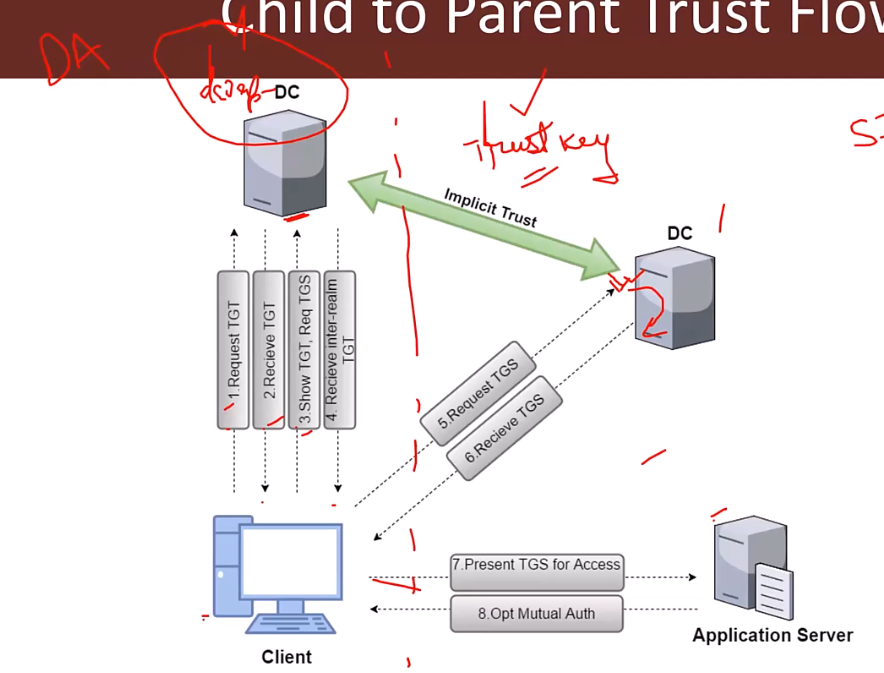 Child to Parent Trust Flow
DA
DC
Trust key
Implicit Trust
DC
1.Request TGT
2.Recieve TGT
3.Show TGT, Req TGS
4. Recieve inter-realm
TGT
5.Request TGS
6.Recieve TGS
7.Present TGS for Access
8.Opt Mutual Auth
Client
Application Server